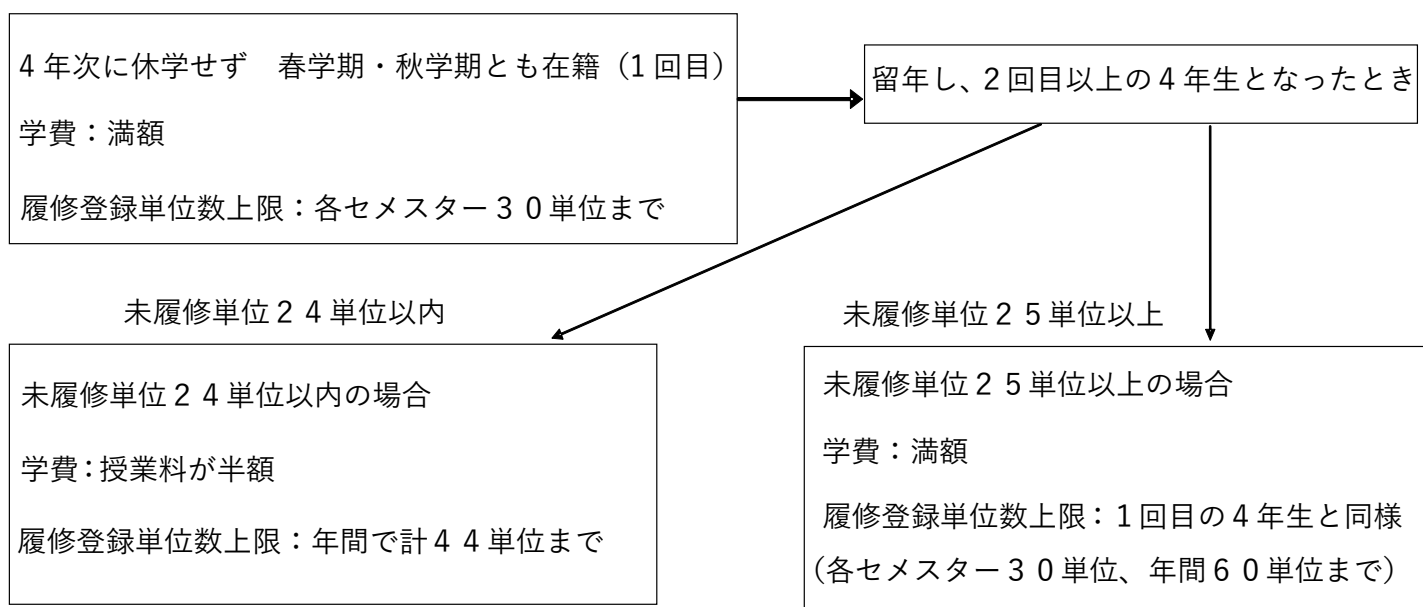 4年次に休学せず　春学期・秋学期とも在籍（1回目）
学費：満額
履修登録単位数上限：各セメスター３０単位まで
留年し、2回目以上の4年生となったとき
未履修単位２４単位以内
未履修単位２４単位以内の場合
学費：授業料が半額
履修登録単位数上限：年間で計４４単位まで
未履修単位２５単位以上
未履修単位２５単位以上の場合
学費：満額
履修登録単位数上限：1回目の4年生と同様
（各セメスター３０単位、年間６０単位まで）